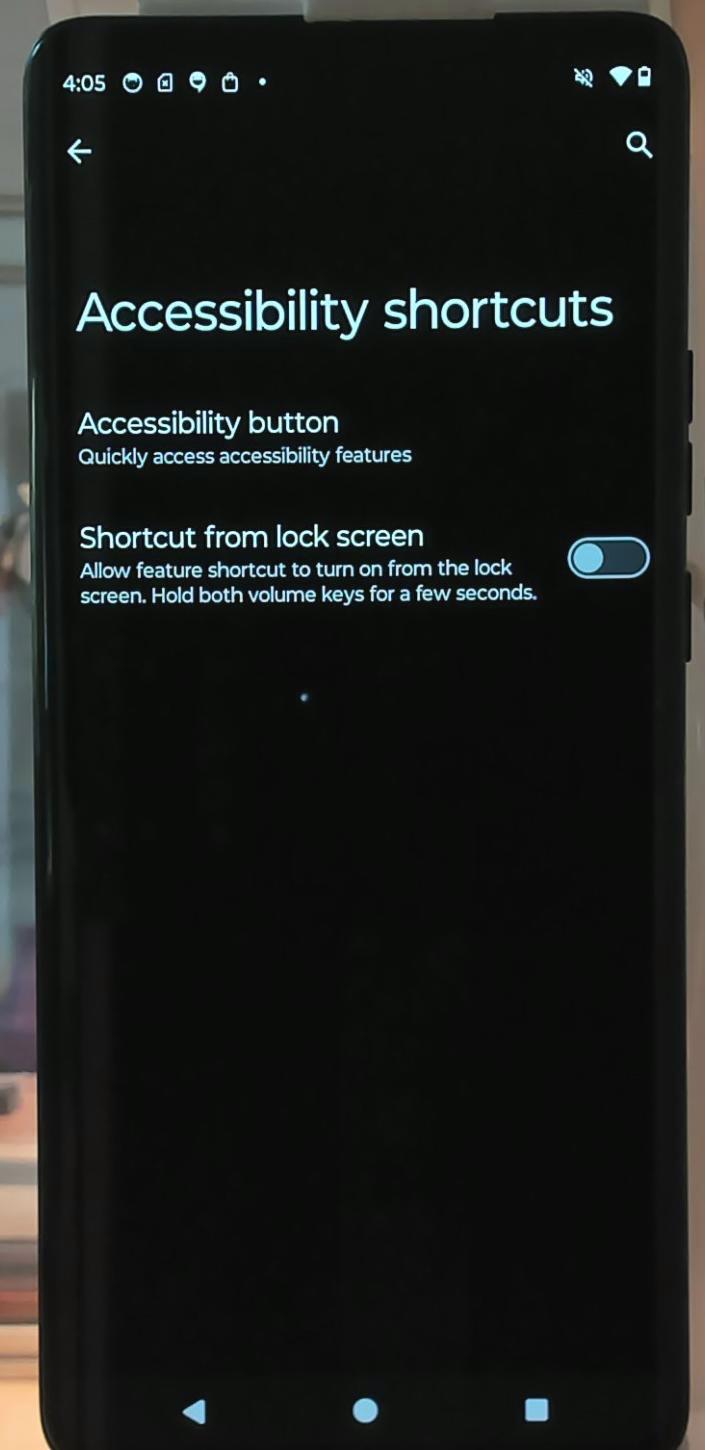 4:05
Accessibility shortcuts
Accessibility button
Quickly access accessibility features
Shortcut from lock screen
Allow feature shortcut to turn on from the lock
screen. Hold both volume keys for a few seconds.